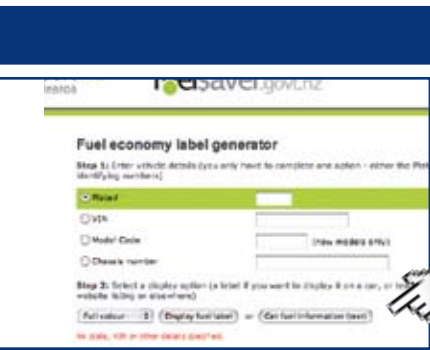 fuelsaver.govt.nz
Fuel economy label generator
Step 1: Enter vehicle details (you only have to complete one option - either the Plate
identifying numbers)
Plate#
VIN
Model Code (new models only)
Chassis number
Step 2: Select a display option (a label if you want to display it on a car, or te
website listing or elsewhere)
Full colour Display fuel label or Car fuel information (text)
No plate, VIN or other details specified.